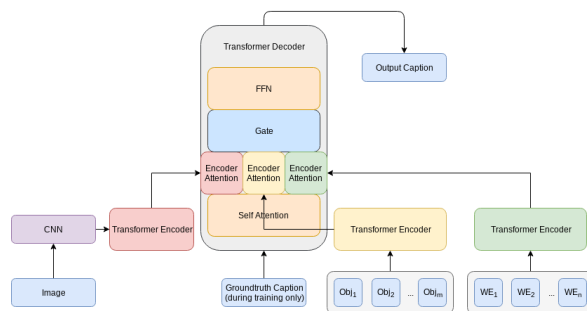 Transformer Decoder
FFN
Output Caption
Gate
Encoder
Attention
Encoder
Attention
Encoder
Attention
Self Attention
CNN
Transformer Encoder
Transformer Encoder
Transformer Encoder
Image
Groundtruth Caption
(during training only)
Obj1 Obj2 ... Objm
WE1 WE2 ... WEn